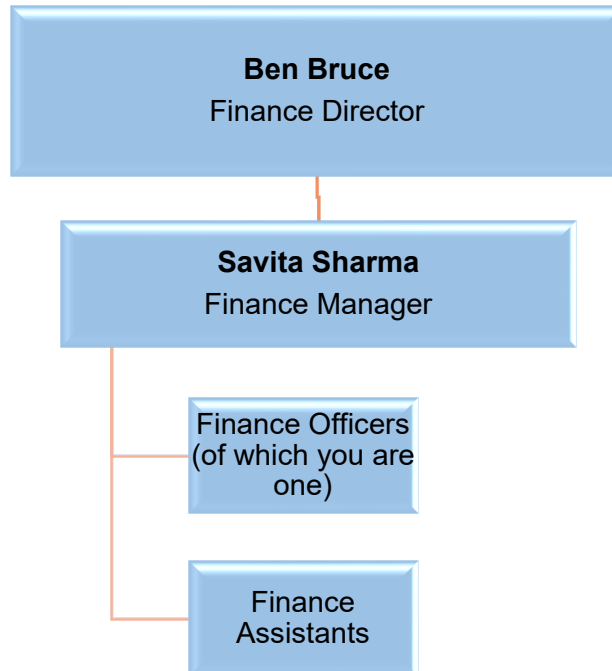 Ben Bruce
Finance Director
Savita Sharma
Finance Manager
Finance Officers
(of which you are
one)
Finance
Assistants